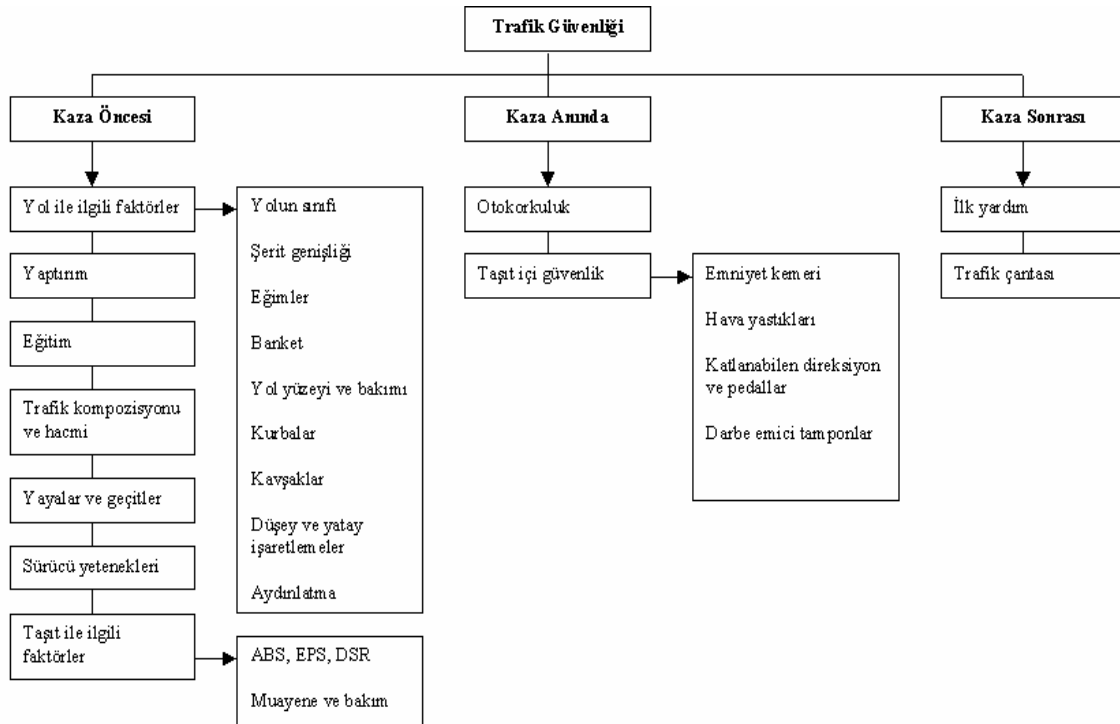 Trafik Güvenliği
Kaza Öncesi
Kaza Anında
Kaza Sonrası
Yol ile ilgili faktörler
Yaptırım
Eğitim
Trafik kompozisyonu
ve hacmi
Yayalar ve geçitler
Sürücü yetenekleri
Taşıt ile ilgili
faktörler
Yolun sınıfı
Şerit genişliği
Eğimler
Banket
Yol yüzeyi ve bakımı
Kurbalar
Kavşaklar
Düşey ve yatay
işaretlemeler
Aydınlatma
ABS, EPS, DSR
Muayene ve bakım
Otokorkuluk
Taşıt içi güvenlik
Emniyet kemeri
Hava yastıkları
Katlanabilen direksiyon
ve pedallar
Darbe emici tamponlar
İlk yardım
Trafik çantası